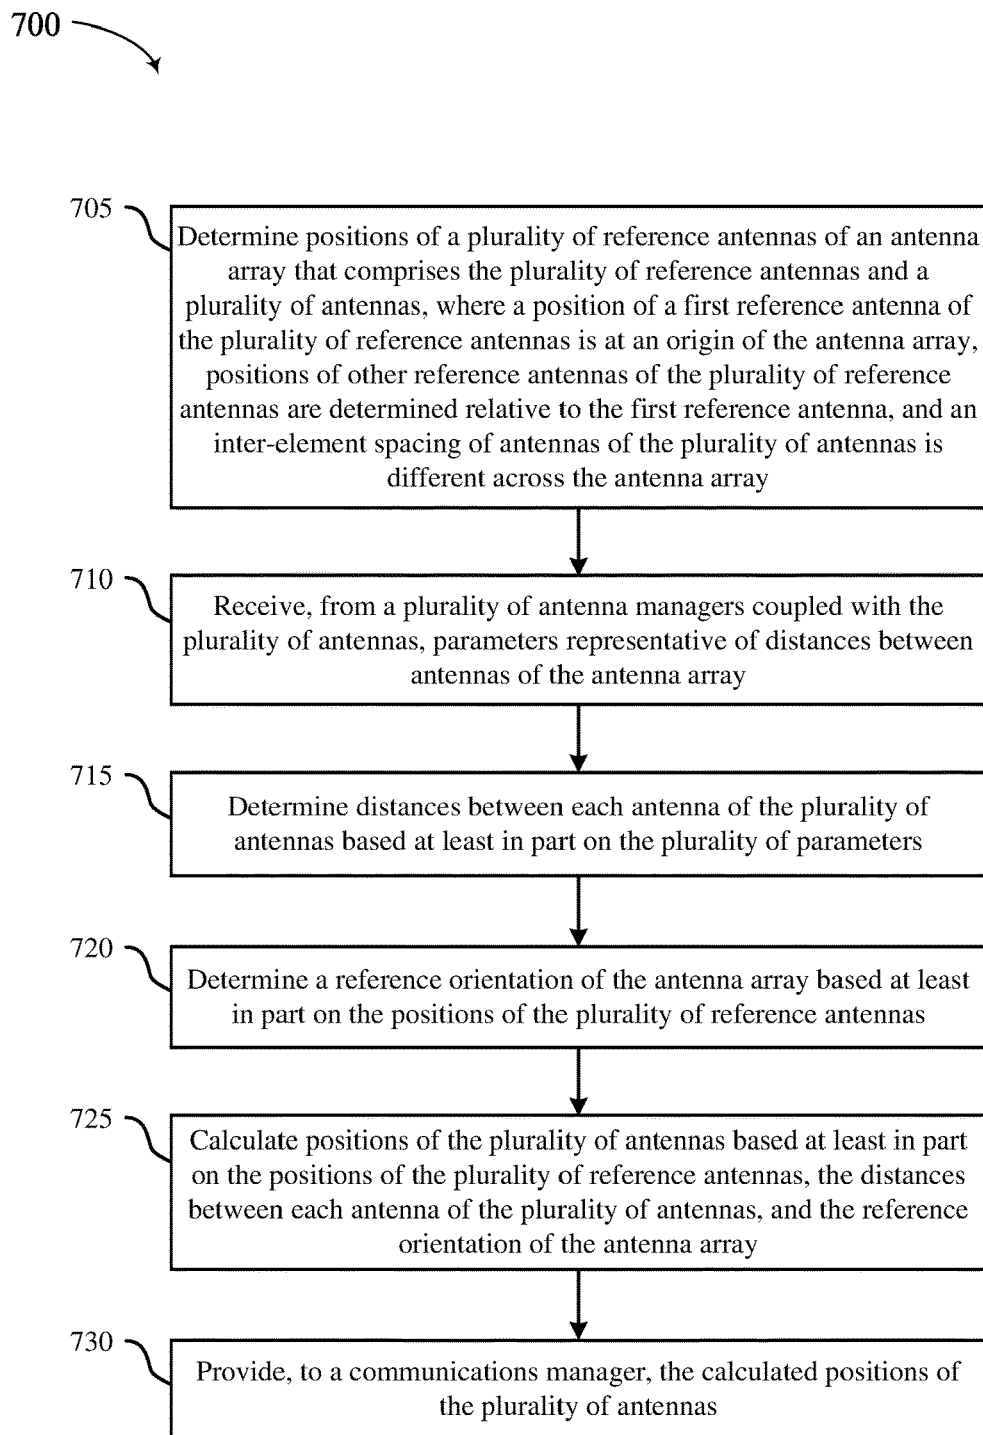 700
705
Determine positions of a plurality of reference antennas of an antenna
array that comprises the plurality of reference antennas and a
plurality of antennas, where a position of a first reference antenna of
the plurality of reference antennas is at an origin of the antenna array,
positions of other reference antennas of the plurality of reference
antennas are determined relative to the first reference antenna, and an
inter-element spacing of antennas of the plurality of antennas is
different across the antenna array
710
Receive, from a plurality of antenna managers coupled with the
plurality of antennas, parameters representative of distances between
antennas of the antenna array
715
Determine distances between each antenna of the plurality of
antennas based at least in part on the plurality of parameters
720
Determine a reference orientation of the antenna array based at least
in part on the positions of the plurality of reference antennas
725
Calculate positions of the plurality of antennas based at least in part
on the positions of the plurality of reference antennas, the distances
between each antenna of the plurality of antennas, and the reference
orientation of the antenna array
730
Provide, to a communications manager, the calculated positions of
the plurality of antennas